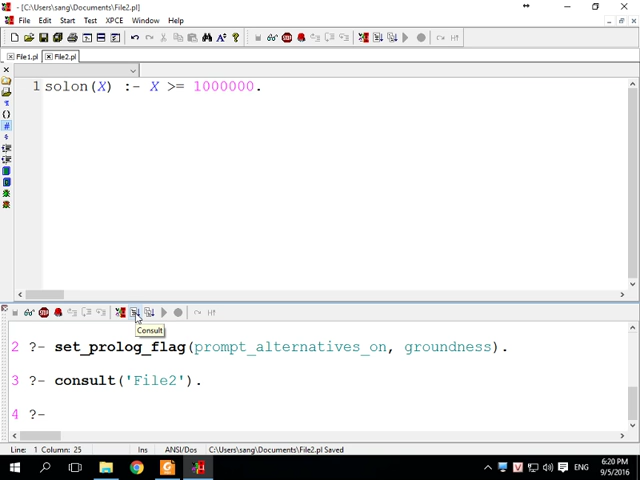 - [C:\Users\sang\Documents\File2.pl]
File Edit Start Test XPCE Window Help
File1.pl File2.pl
1 solon(X) :- X >= 1000000.
Consult
2 ?- set_prolog_flag(prompt_alternatives_on, groundness).
3 ?- consult('File2').
4 ?-
Line: 1 Column: 25 Ins ANSI/Dos C:\Users\sang\Documents\File2.pl Saved
ENG
6:20 PM
9/5/2016